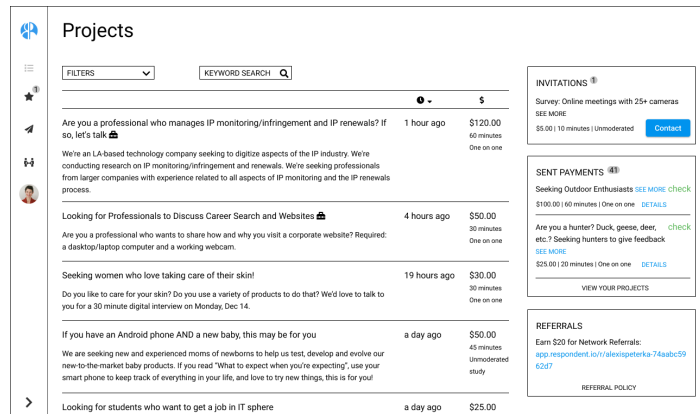 Projects
FILTERS
KEYWORD SEARCH
1
$
Are you a professional who manages IP monitoring/infringement and IP renewals? If
so, let's talk
1 hour ago
$120.00
60 minutes
One on one
We're an LA-based technology company seeking to digitize aspects of the IP industry. We're
conducting research on IP monitoring/infringement and renewals. We're seeking professionals
from larger companies with experience related to all aspects of IP monitoring and the IP renewals
process.
Looking for Professionals to Discuss Career Search and Websites
4 hours ago
$50.00
30 minutes
One on one
Are you a professional who wants to share how and why you visit a corporate website? Required:
a dasktop/laptop computer and a working webcam.
Seeking women who love taking care of their skin!
19 hours ago
$30.00
30 minutes
One on one
Do you like to care for your skin? Do you use a variety of products to do that? We'd love to talk to
you for a 30 minute digital interview on Monday, Dec 14.
If you have an Android phone AND a new baby, this may be for you
a day ago
$50.00
45 minutes
Unmoderated
study
We are seeking new and experienced moms of newborns to help us test, develop and evolve our
new-to-the-market baby products. If you read "What to expect when you're expecting", use your
smart phone to keep track of everything in your life, and love to try new things, this is for you!
Looking for students who want to get a job in IT sphere
a day ago
$25.00
INVITATIONS 1
Survey: Online meetings with 25+ cameras
SEE MORE
$5.00 | 10 minutes | Unmoderated
Contact
SENT PAYMENTS 41
Seeking Outdoor Enthusiasts SEE MORE check
$100.00 | 60 minutes | One on one DETAILS
Are you a hunter? Duck, geese, deer, check
etc.? Seeking hunters to give feedback
SEE MORE
$25.00 | 20 minutes | One on one DETAILS
VIEW YOUR PROJECTS
REFERRALS
Earn $20 for Network Referrals:
app.respondent.io/r/alexispeterka-74aabc59
62d7
REFERRAL POLICY